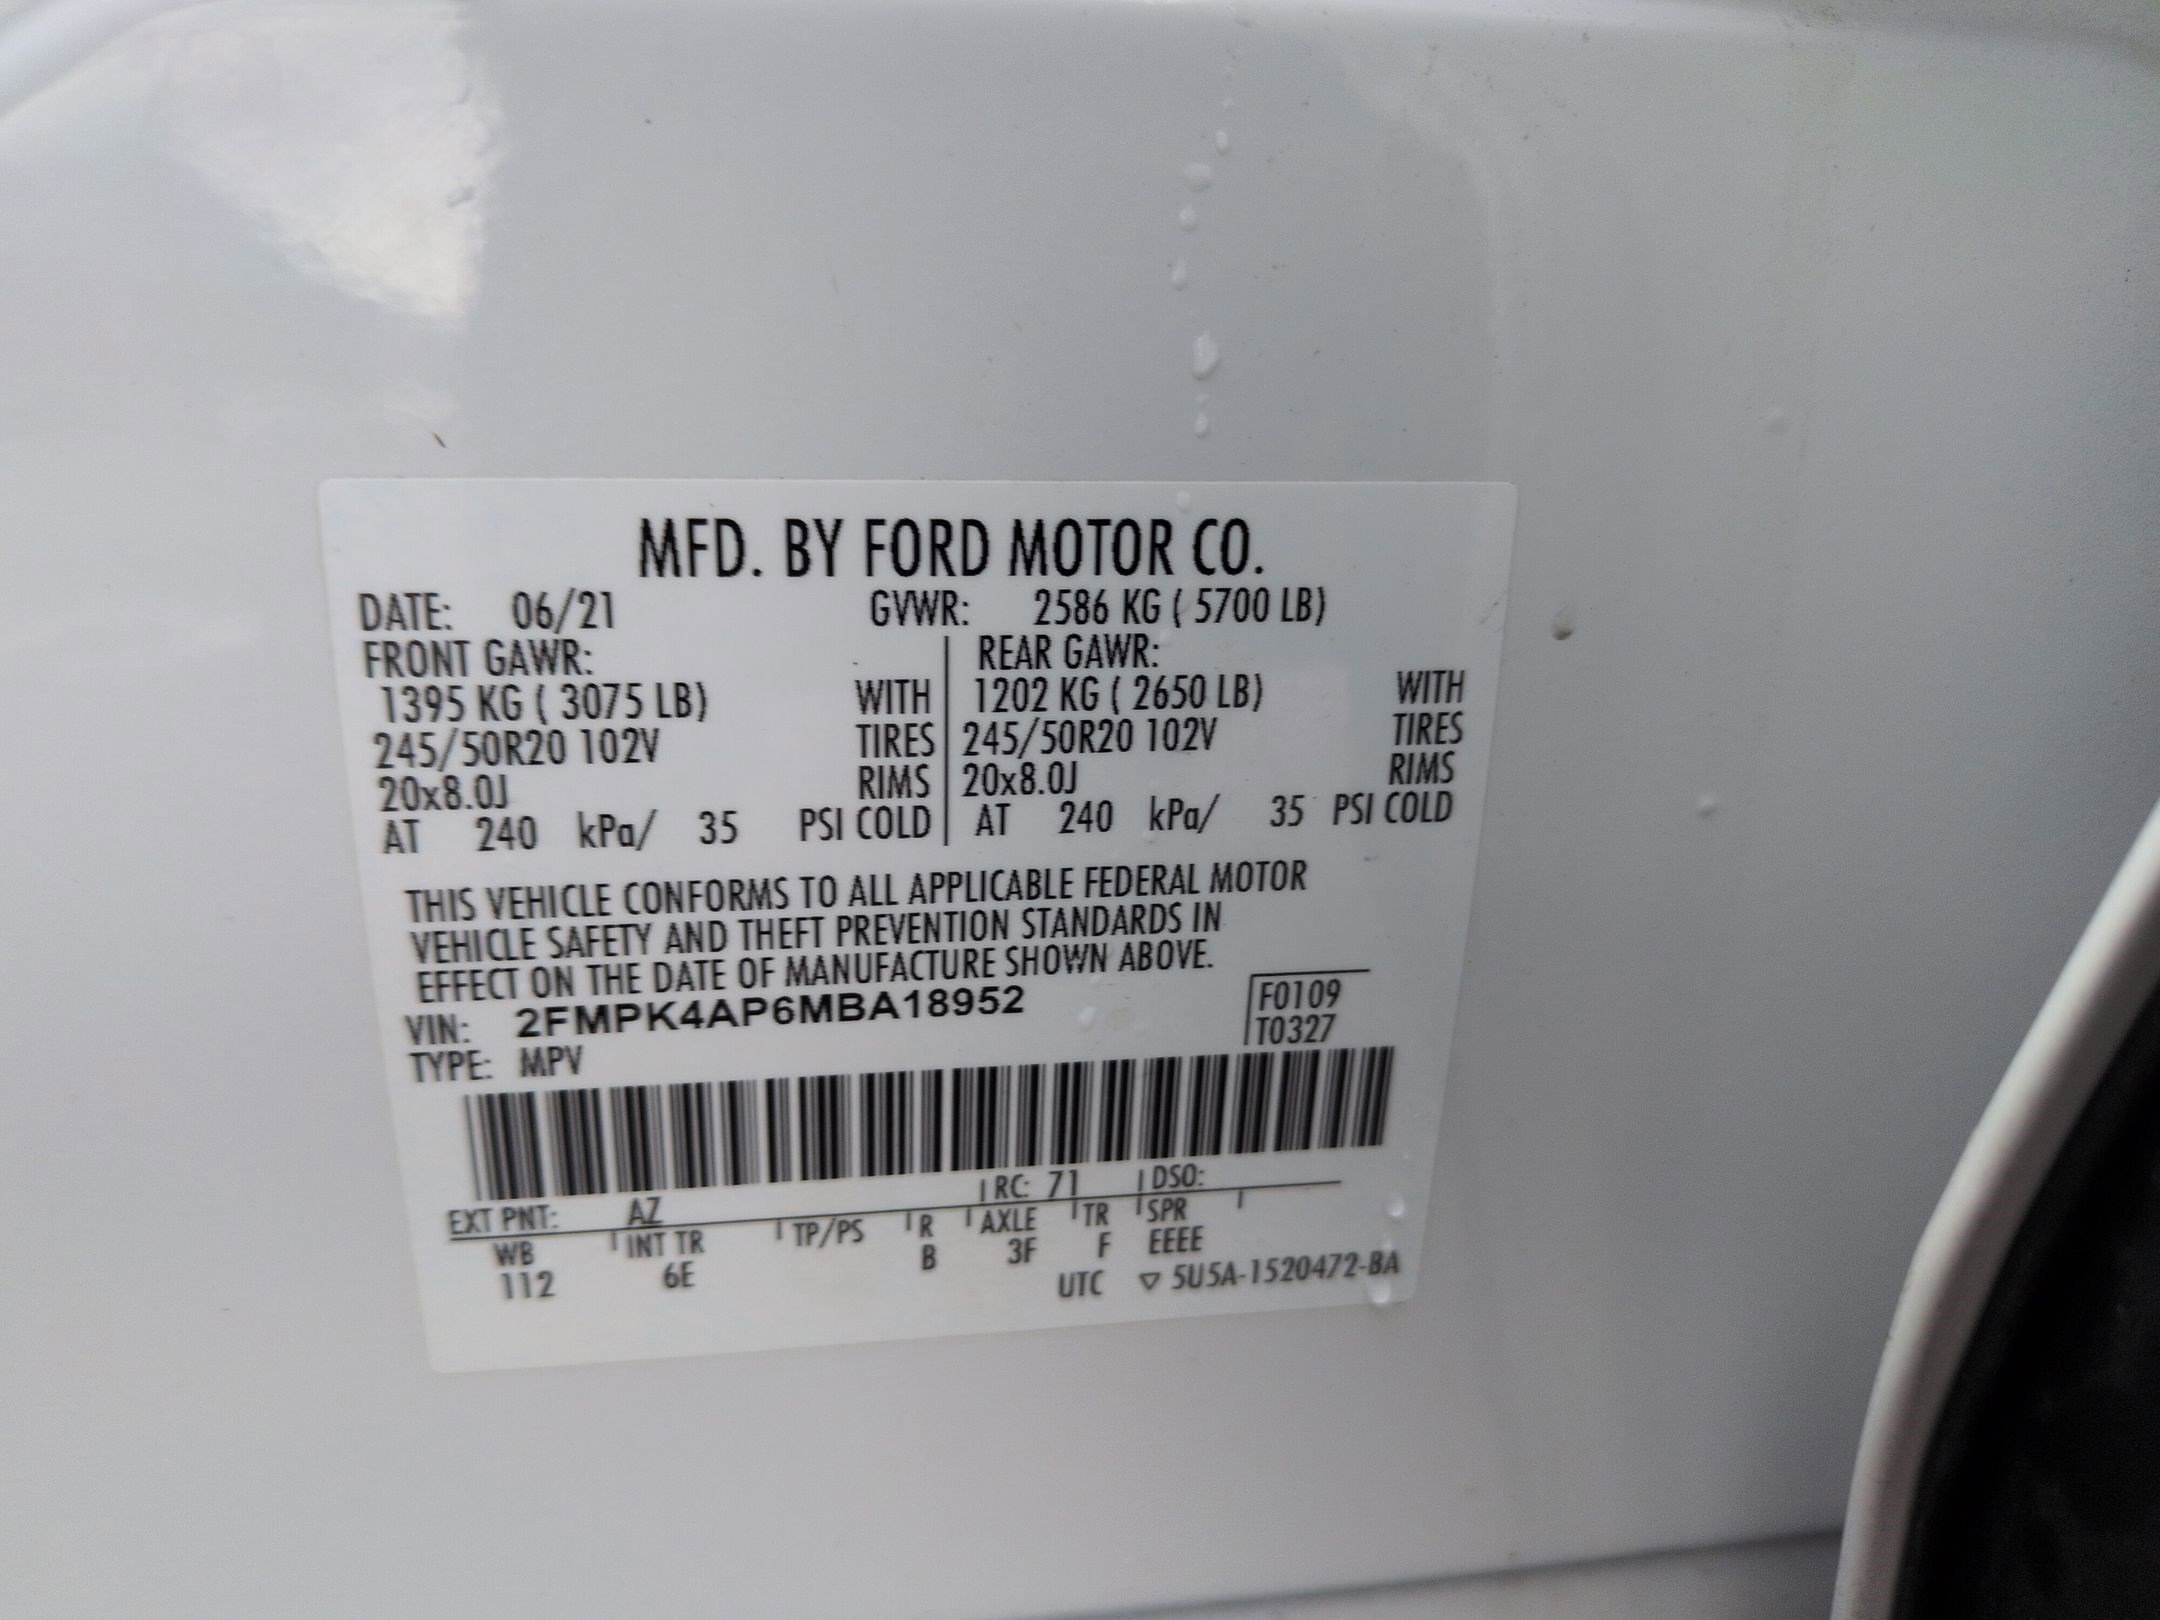 MFD. BY FORD MOTOR CO.
DATE: 06/21 GVWR: 2586 KG ( 5700 LB)
FRONT GAWR: REAR GAWR:
1395 KG ( 3075 LB) WITH 1202 KG ( 2650 LB) WITH
245/50R20 102V TIRES 245/50R20 102V TIRES
20x8.0J RIMS 20x8.0J RIMS
AT 240 kPa/ 35 PSI COLD AT 240 kPa/ 35 PSI COLD
THIS VEHICLE CONFORMS TO ALL APPLICABLE FEDERAL MOTOR
VEHICLE SAFETY AND THEFT PREVENTION STANDARDS IN
EFFECT ON THE DATE OF MANUFACTURE SHOWN ABOVE.
VIN: 2FMPK4AP6MBA18952 F0109
TYPE: MPV T0327
EXT PNT: AZ RC: 71 DSO:
WB INT TR TP/PS R AXLE TR SPR
112 6E B 3F F EEEE
UTC ▽ 5U5A-1520472-BA